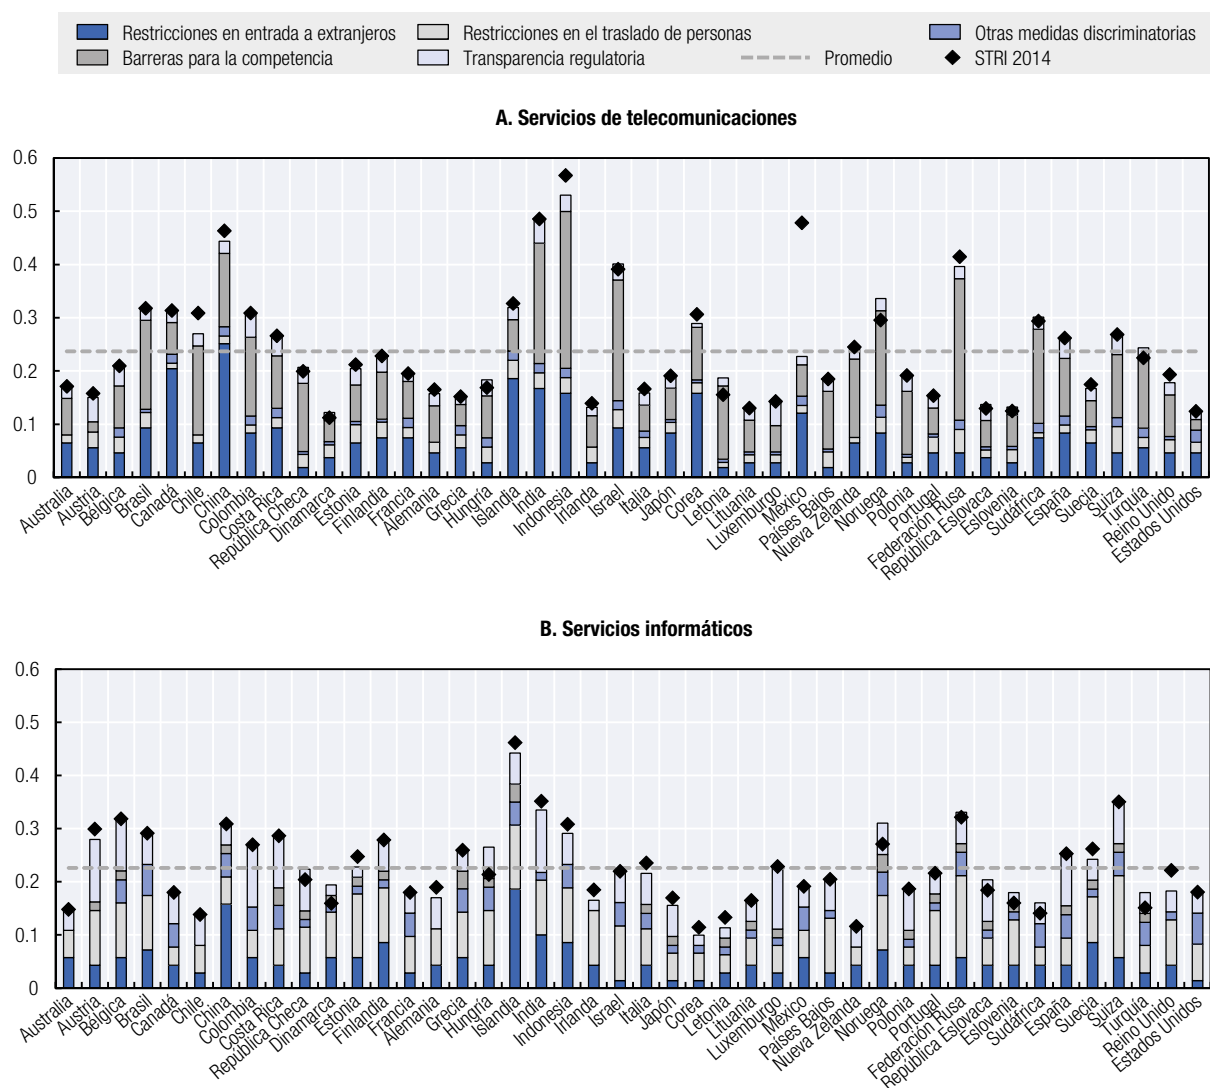 Restricciones en entrada a extranjeros
Restricciones en el traslado de personas
Otras medidas discriminatorias
Barreras para la competencia
Transparencia regulatoria
Promedio
STRI 2014
A. Servicios de telecomunicaciones
0.6
0.5
0.4
0.3
0.2
0.1
0
Australia
Austria
Bélgica
Brasil
Canadá
Chile
China
Colombia
Costa Rica
República Checa
Dinamarca
Estonia
Finlandia
Francia
Alemania
Grecia
Hungría
Islandia
India
Indonesia
Irlanda
Israel
Italia
Japón
Corea
Letonia
Lituania
Luxemburgo
México
Países Bajos
Nueva Zelanda
Noruega
Polonia
Portugal
Federación Rusa
República Eslovaca
Eslovenia
Sudáfrica
España
Suecia
Suiza
Turquía
Reino Unido
Estados Unidos
B. Servicios informáticos
0.6
0.5
0.4
0.3
0.2
0.1
0
Australia
Austria
Bélgica
Brasil
Canadá
Chile
China
Colombia
Costa Rica
República Checa
Dinamarca
Estonia
Finlandia
Francia
Alemania
Grecia
Hungría
Islandia
India
Indonesia
Irlanda
Israel
Italia
Japón
Corea
Letonia
Lituania
Luxemburgo
México
Países Bajos
Nueva Zelanda
Noruega
Polonia
Portugal
Federación Rusa
República Eslovaca
Eslovenia
Sudáfrica
España
Suecia
Suiza
Turquía
Reino Unido
Estados Unidos